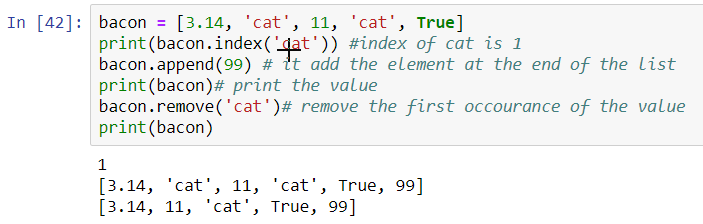 In [42]: bacon = [3.14, 'cat', 11, 'cat', True]
print(bacon.index('cat')) #index of cat is 1
bacon.append(99) # it add the element at the end of the list
print(bacon)# print the value
bacon.remove('cat')# remove the first occourance of the value
print(bacon)
1
[3.14, 'cat', 11, 'cat', True, 99]
[3.14, 11, 'cat', True, 99]